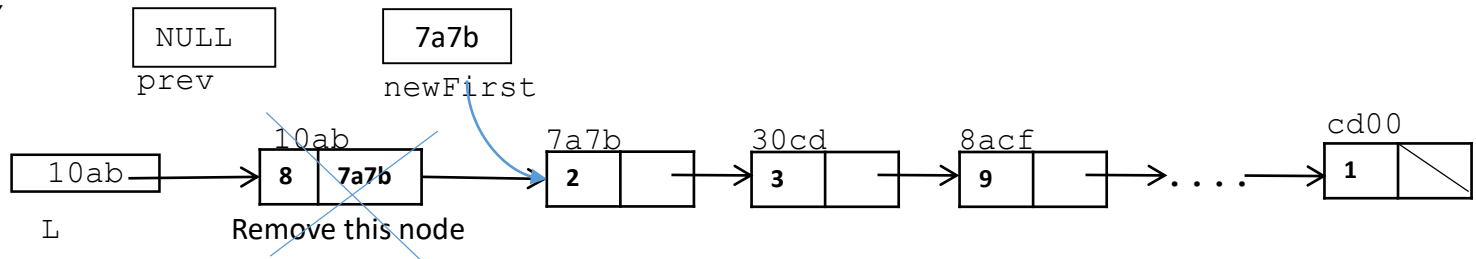 NULL 7a7b
prev newFirst
10ab 7a7b 30cd 8acf cd00
10ab 8 7a7b 2 3 9 .... 1
L Remove this node